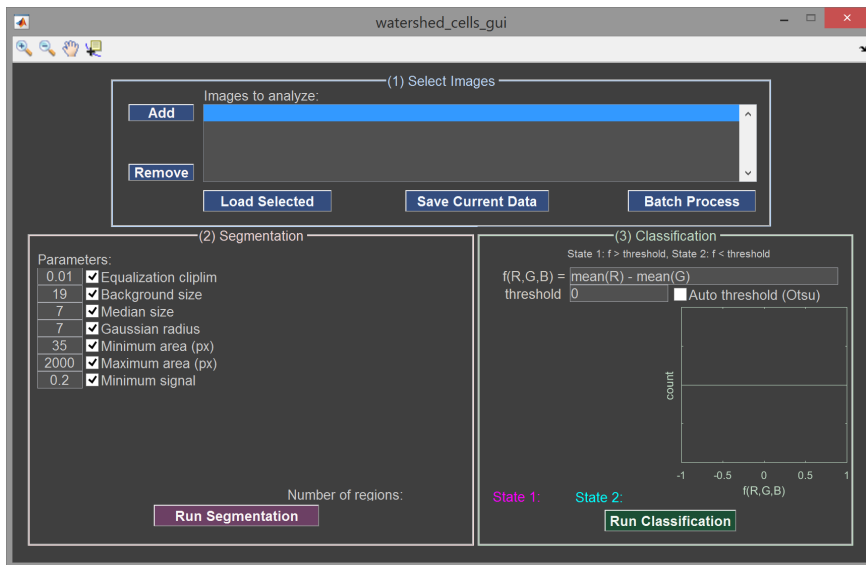 watershed_cells_gui
(1) Select Images
Images to analyze:
Add
Remove
Load Selected
Save Current Data
Batch Process
(2) Segmentation
Parameters:
0.01 Equalization cliplim
19 Background size
7 Median size
7 Gaussian radius
35 Minimum area (px)
2000 Maximum area (px)
0.2 Minimum signal
Number of regions:
Run Segmentation
(3) Classification
State 1: f > threshold, State 2: f < threshold
f(R,G,B) = mean(R) - mean(G)
threshold 0 Auto threshold (Otsu)
count
-1 -0.5 0 0.5 1
f(R,G,B)
State 1: State 2:
Run Classification